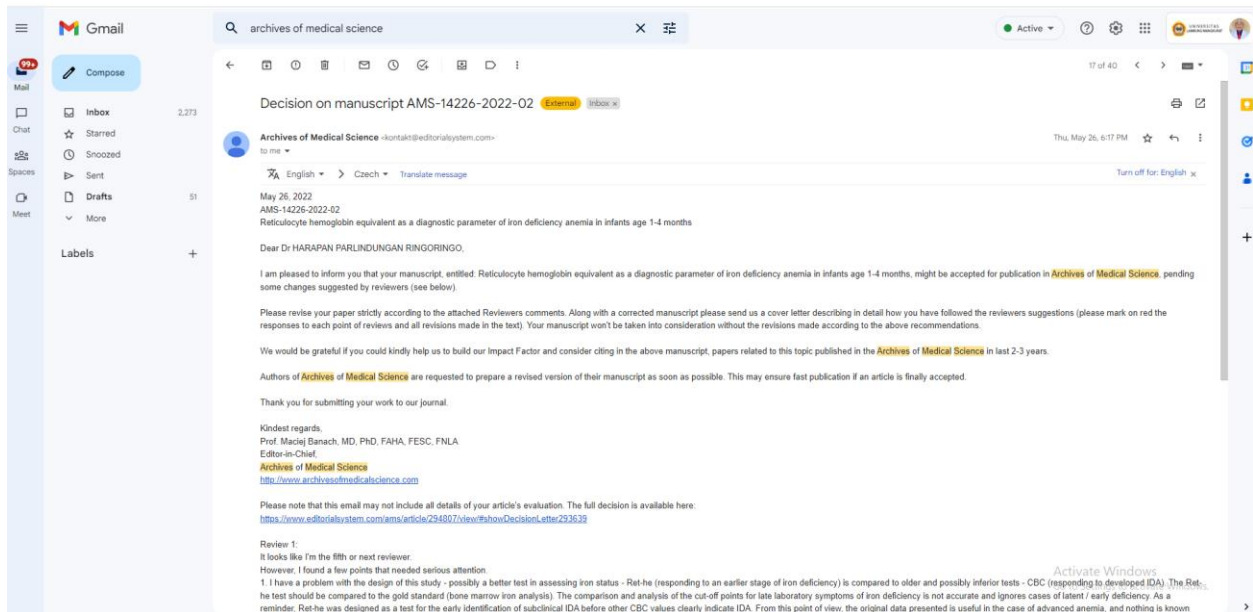 Gmail
archives of medical science
Active
UNIVERSITAS
99+
Mail
Compose
17 of 40
Chat
Inbox 2,273
Starred
Snoozed
Sent
Drafts 51
More
Spaces
Meet
Labels
Decision on manuscript AMS-14226-2022-02 External Inbox x
Archives of Medical Science <kontakt@editorialsystem.com>
Thu, May 26, 6:17 PM
to me
English > Czech Translate message
Turn off for: English x
May 26, 2022
AMS-14226-2022-02
Reticulocyte hemoglobin equivalent as a diagnostic parameter of iron deficiency anemia in infants age 1-4 months
Dear Dr HARAPAN PARLINDUNGAN RINGORINGO,
I am pleased to inform you that your manuscript, entitled: Reticulocyte hemoglobin equivalent as a diagnostic parameter of iron deficiency anemia in infants age 1-4 months, might be accepted for publication in Archives of Medical Science, pending
some changes suggested by reviewers (see below).
Please revise your paper strictly according to the attached Reviewers comments. Along with a corrected manuscript please send us a cover letter describing in detail how you have followed the reviewers suggestions (please mark on red the
responses to each point of reviews and all revisions made in the text). Your manuscript won't be taken into consideration without the revisions made according to the above recommendations.
We would be grateful if you could kindly help us to build our Impact Factor and consider citing in the above manuscript, papers related to this topic published in the Archives of Medical Science in last 2-3 years.
Authors of Archives of Medical Science are requested to prepare a revised version of their manuscript as soon as possible. This may ensure fast publication if an article is finally accepted.
Thank you for submitting your work to our journal.
Kindest regards,
Prof. Maciej Banach, MD, PhD, FAHA, FESC, FNLA
Editor-in-Chief,
Archives of Medical Science
http://www.archivesofmedicalscience.com
Please note that this email may not include all details of your article's evaluation. The full decision is available here:
https://www.editorialsystem.com/ams/article/294807/view/#showDecisionLetter293639
Review 1:
It looks like I'm the fifth or next reviewer.
However, I found a few points that needed serious attention.
1. I have a problem with the design of this study - possibly a better test in assessing iron status - Ret-he (responding to an earlier stage of iron deficiency) is compared to older and possibly inferior tests - CBC (responding to developed IDA). The Ret-
he test should be compared to the gold standard (bone marrow iron analysis). The comparison and analysis of the cut-off points for late laboratory symptoms of iron deficiency is not accurate and ignores cases of latent / early deficiency. As a
reminder, Ret-he was designed as a test for the early identification of subclinical IDA before other CBC values clearly indicate IDA. From this point of view, the original data presented is useful in the case of advanced anemia, and nothing is known
Activate Windows